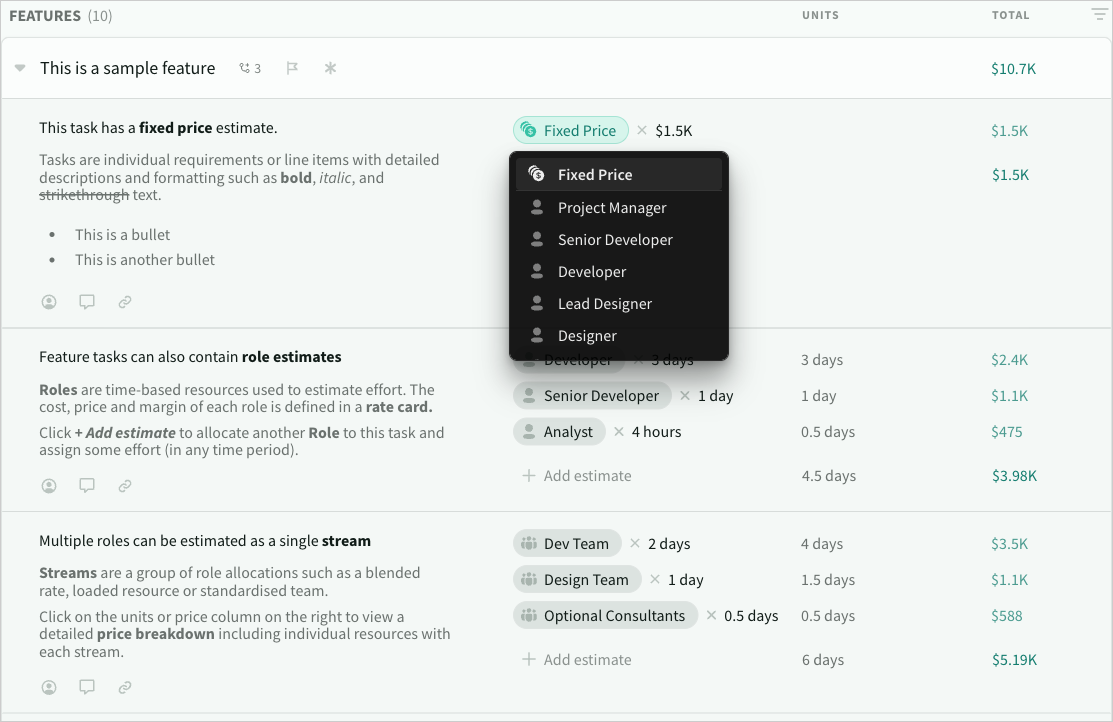 FEATURES (10) UNITS TOTAL
This is a sample feature 3 $10.7K
This task has a fixed price estimate. Fixed Price × $1.5K $1.5K
Tasks are individual requirements or line items with detailed
descriptions and formatting such as bold, italic, and
strikethrough text.
$1.5K
This is a bullet
This is another bullet
Fixed Price
Project Manager
Senior Developer
Developer
Lead Designer
Designer
Feature tasks can also contain role estimates Developer × 3 days 3 days $2.4K
Roles are time-based resources used to estimate effort. The
cost, price and margin of each role is defined in a rate card.
Senior Developer × 1 day 1 day $1.1K
Click + Add estimate to allocate another Role to this task and
assign some effort (in any time period).
Analyst × 4 hours 0.5 days $475
Add estimate 4.5 days $3.98K
Multiple roles can be estimated as a single stream Dev Team × 2 days 4 days $3.5K
Streams are a group of role allocations such as a blended
rate, loaded resource or standardised team.
Design Team × 1 day 1.5 days $1.1K
Click on the units or price column on the right to view a
detailed price breakdown including individual resources with
each stream.
Optional Consultants × 0.5 days 0.5 days $588
Add estimate 6 days $5.19K